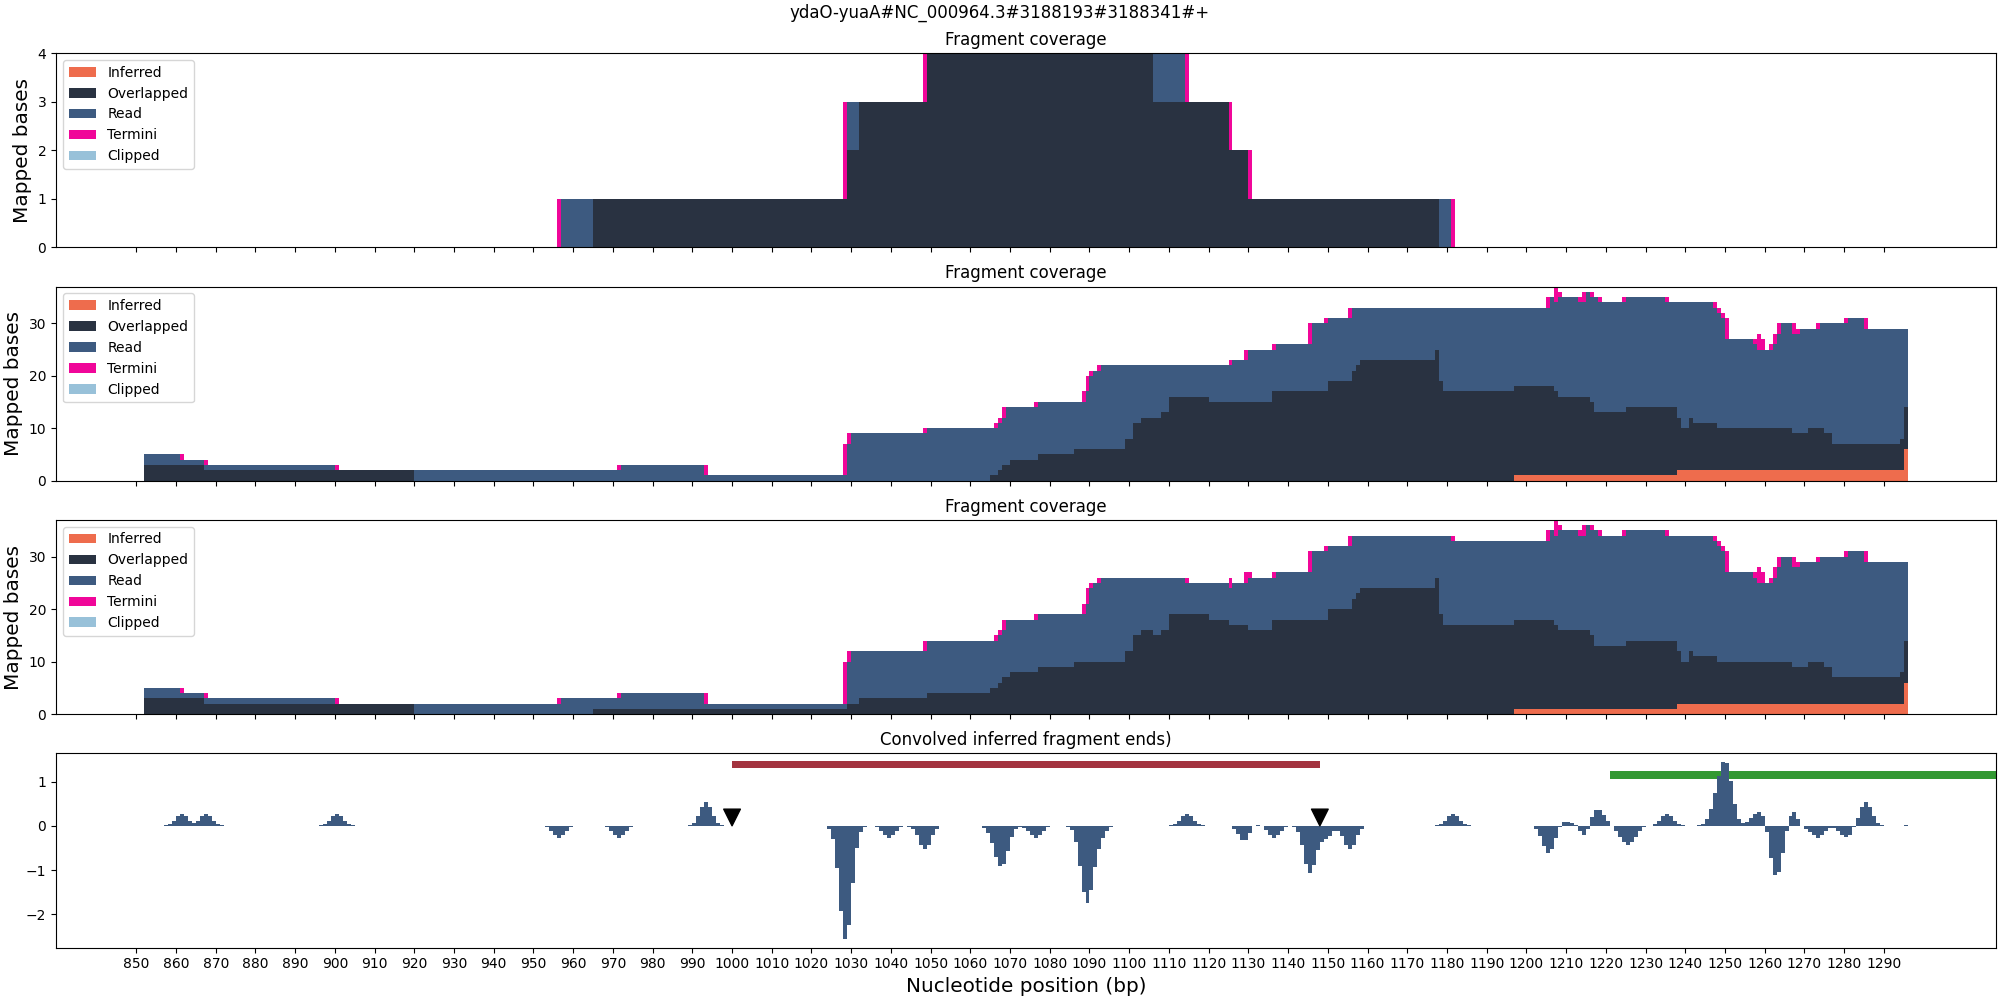 ydaO-yuaA#NC_000964.3#3188193#3188341#+
Fragment coverage
Mapped bases
4
3
2
1
0
Inferred
Overlapped
Read
Termini
Clipped
Fragment coverage
Mapped bases
30
20
10
0
Inferred
Overlapped
Read
Termini
Clipped
Fragment coverage
Mapped bases
30
20
10
0
Inferred
Overlapped
Read
Termini
Clipped
Convolved inferred fragment ends)
1
0
−1
−2
850 860 870 880 890 900 910 920 930 940 950 960 970 980 990 1000 1010 1020 1030 1040 1050 1060 1070 1080 1090 1100 1110 1120 1130 1140 1150 1160 1170 1180 1190 1200 1210 1220 1230 1240 1250 1260 1270 1280 1290
Nucleotide position (bp)